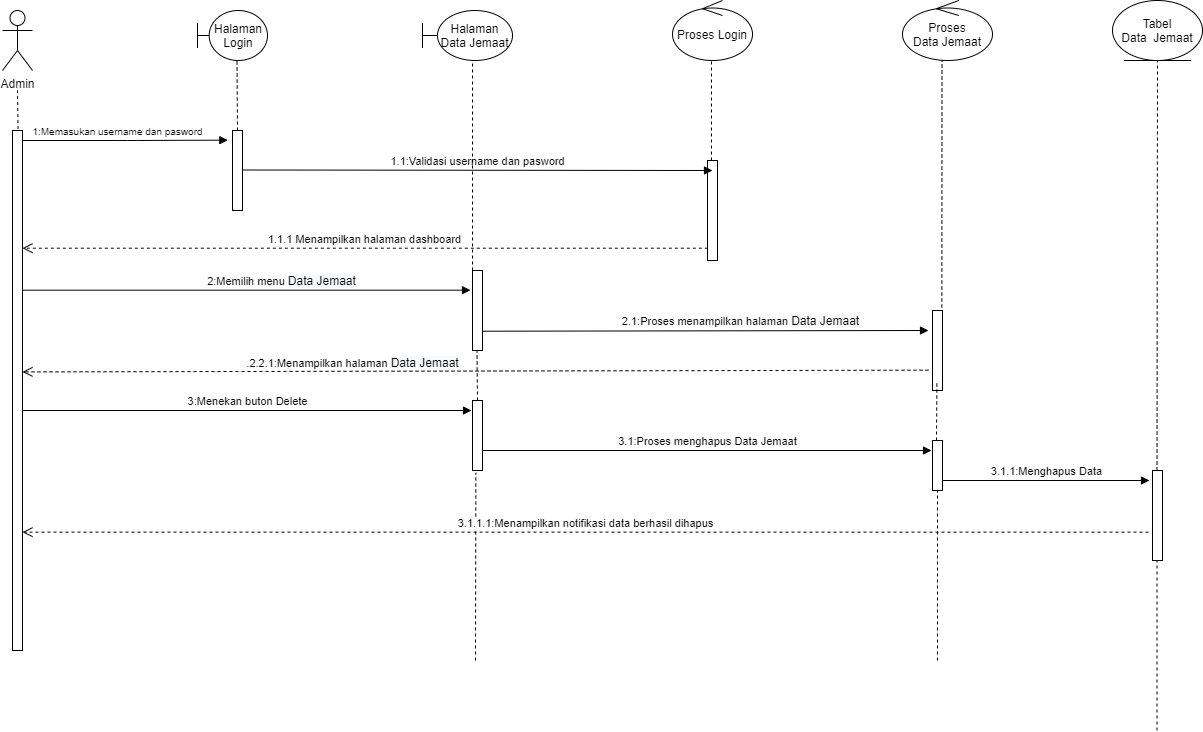 Halaman
Login
Halaman
Data Jemaat
Proses Login
Proses
Data Jemaat
Tabel
Data Jemaat
Admin
1:Memasukan username dan pasword
1.1:Validasi username dan pasword
1.1.1 Menampilkan halaman dashboard
2:Memilih menu Data Jemaat
2.1:Proses menampilkan halaman Data Jemaat
.2.2.1:Menampilkan halaman Data Jemaat
3:Menekan buton Delete
3.1:Proses menghapus Data Jemaat
3.1.1:Menghapus Data
3.1.1.1:Menampilkan notifikasi data berhasil dihapus